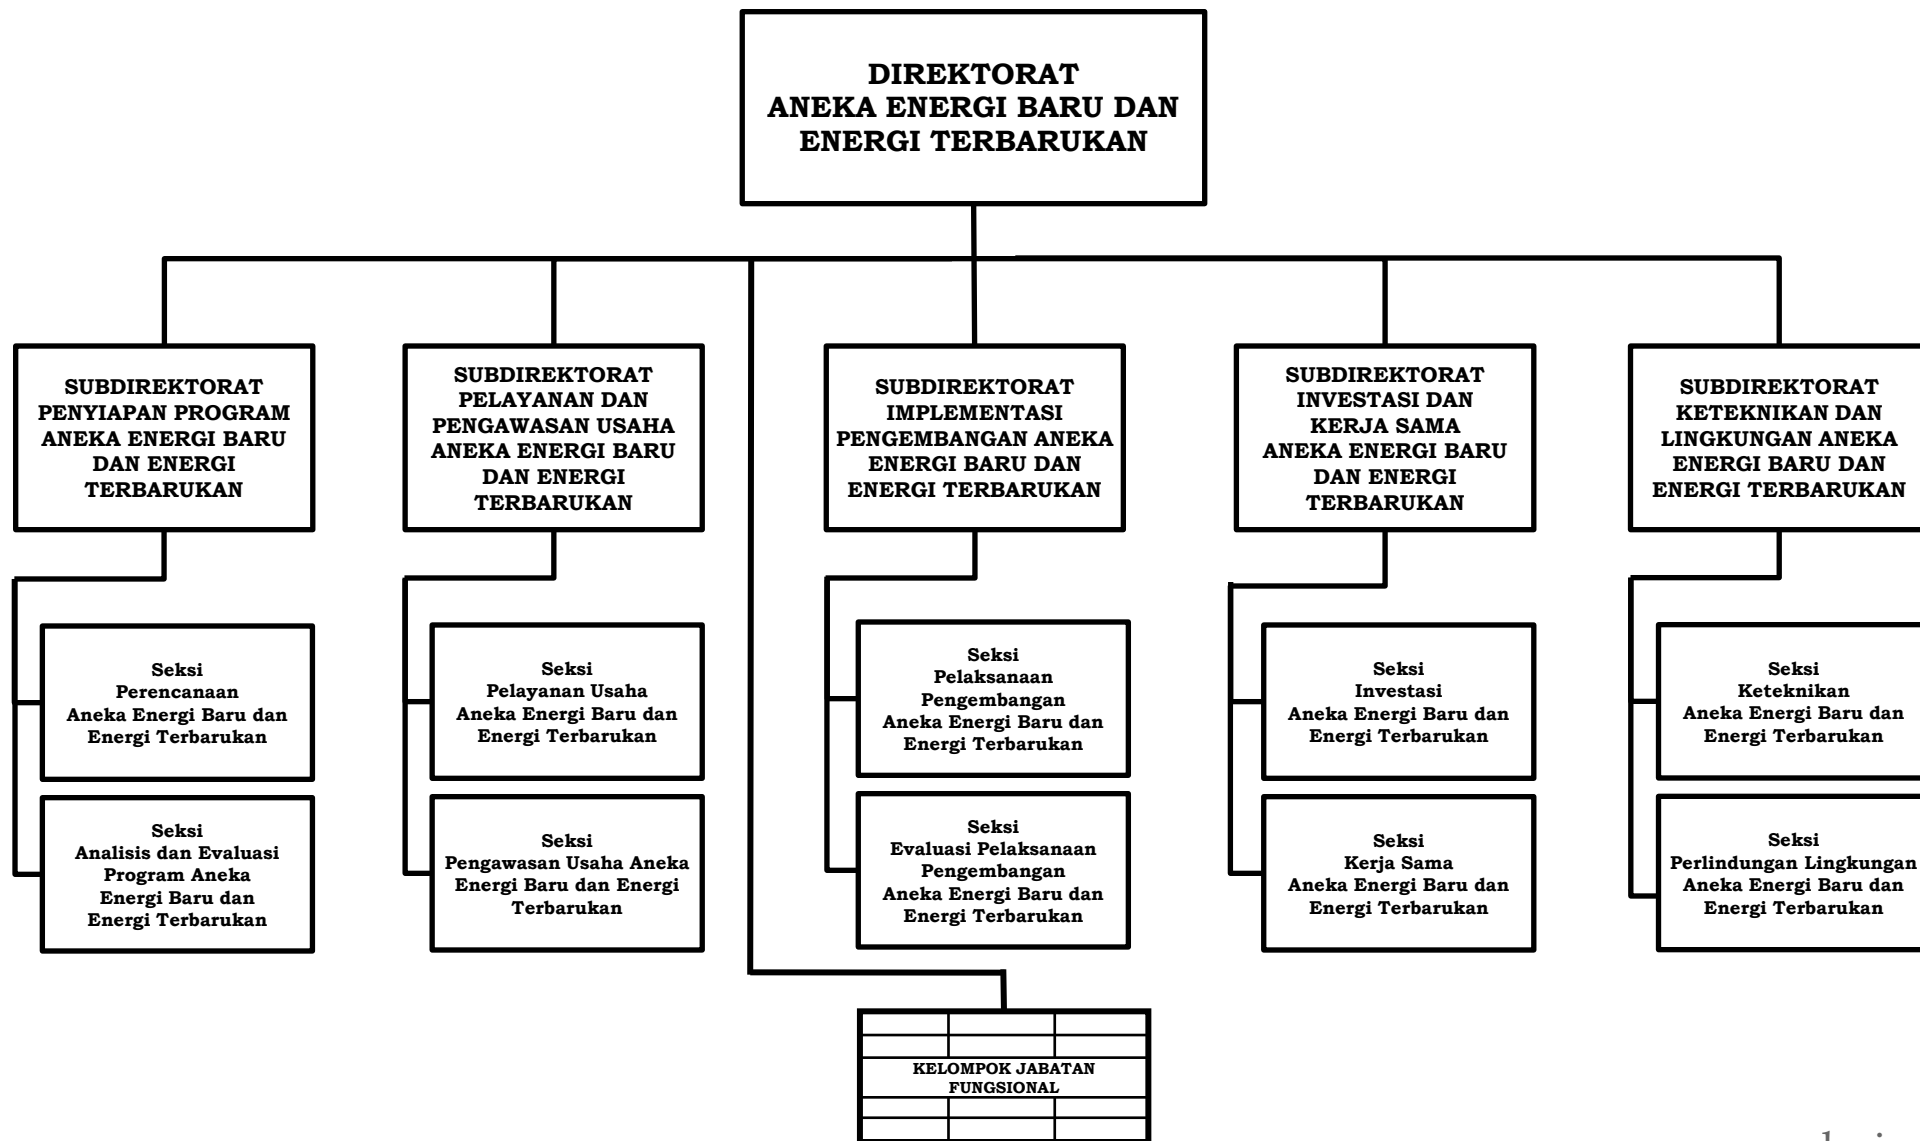 DIREKTORAT
ANEKA ENERGI BARU DAN
ENERGI TERBARUKAN
SUBDIREKTORAT
PENYIAPAN PROGRAM
ANEKA ENERGI BARU
DAN ENERGI
TERBARUKAN
SUBDIREKTORAT
PELAYANAN DAN
PENGAWASAN USAHA
ANEKA ENERGI BARU
DAN ENERGI
TERBARUKAN
SUBDIREKTORAT
IMPLEMENTASI
PENGEMBANGAN ANEKA
ENERGI BARU DAN
ENERGI TERBARUKAN
SUBDIREKTORAT
INVESTASI DAN
KERJA SAMA
ANEKA ENERGI BARU
DAN ENERGI
TERBARUKAN
SUBDIREKTORAT
KETEKNIKAN DAN
LINGKUNGAN ANEKA
ENERGI BARU DAN
ENERGI TERBARUKAN
Seksi
Perencanaan
Aneka Energi Baru dan
Energi Terbarukan
Seksi
Pelayanan Usaha
Aneka Energi Baru dan
Energi Terbarukan
Seksi
Pelaksanaan
Pengembangan
Aneka Energi Baru dan
Energi Terbarukan
Seksi
Investasi
Aneka Energi Baru dan
Energi Terbarukan
Seksi
Keteknikan
Aneka Energi Baru dan
Energi Terbarukan
Seksi
Analisis dan Evaluasi
Program Aneka
Energi Baru dan
Energi Terbarukan
Seksi
Pengawasan Usaha Aneka
Energi Baru dan Energi
Terbarukan
Seksi
Evaluasi Pelaksanaan
Pengembangan
Aneka Energi Baru dan
Energi Terbarukan
Seksi
Kerja Sama
Aneka Energi Baru dan
Energi Terbarukan
Seksi
Perlindungan Lingkungan
Aneka Energi Baru dan
Energi Terbarukan
KELOMPOK JABATAN
FUNGSIONAL